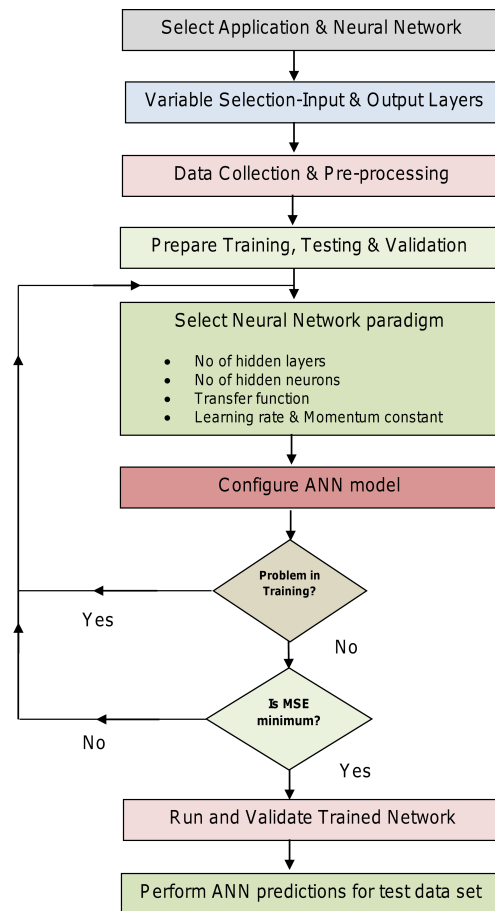 Select Application & Neural Network
Variable Selection-Input & Output Layers
Data Collection & Pre-processing
Prepare Training, Testing & Validation
Select Neural Network paradigm
• No of hidden layers
• No of hidden neurons
• Transfer function
• Learning rate & Momentum constant
Configure ANN model
Problem in
Training?
Yes
No
Is MSE
minimum?
No
Yes
Run and Validate Trained Network
Perform ANN predictions for test data set